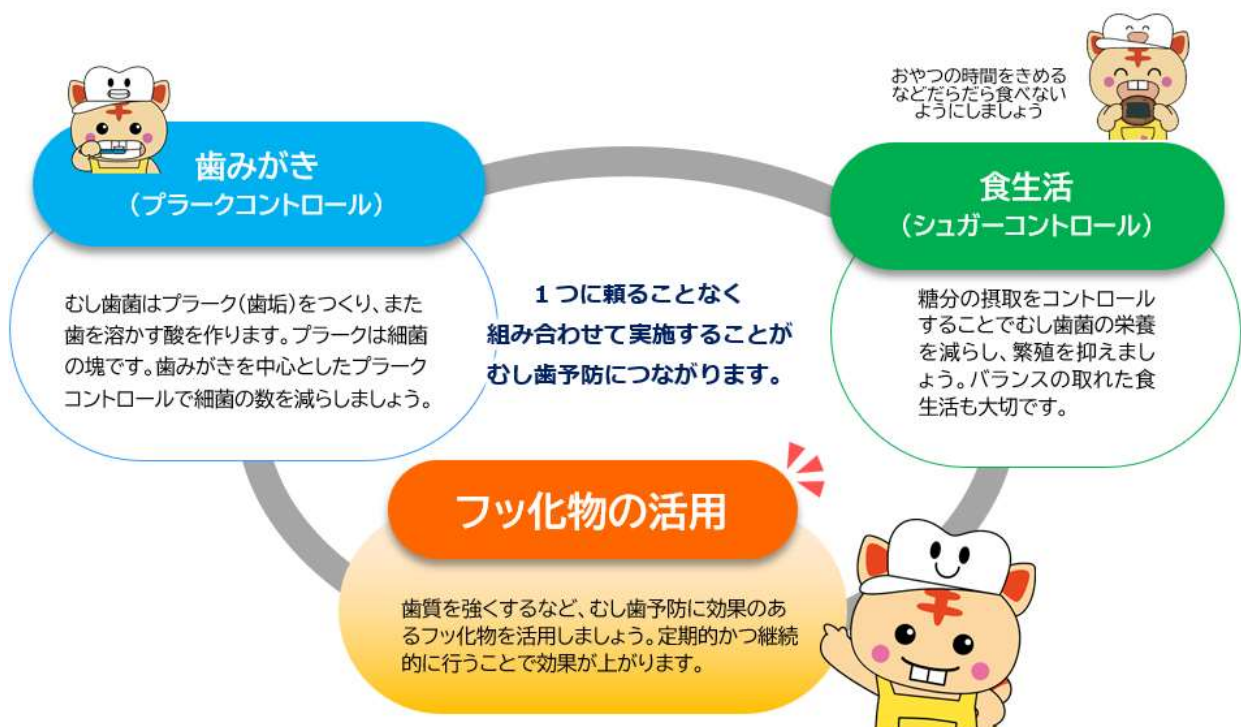 おやつの時間をきめる
などだらだら食べない
ようにしましょう
歯みがき
（プラークコントロール）
むし歯菌はプラーク（歯垢）をつくり、また
歯を溶かす酸を作ります。プラークは細菌
の塊です。歯みがきを中心としたプラーク
コントロールで細菌の数を減らしましょう。
食生活
（シュガーコントロール）
糖分の摂取をコントロール
することでむし歯菌の栄養
を減らし、繁殖を抑えましょ
う。バランスの取れた食
生活も大切です。
1つに頼ることなく
組み合わせて実施することが
むし歯予防につながります。
フッ化物の活用
歯質を強くするなど、むし歯予防に効果のあ
るフッ化物を活用しましょう。定期的かつ継続
的に行うことで効果が上がります。